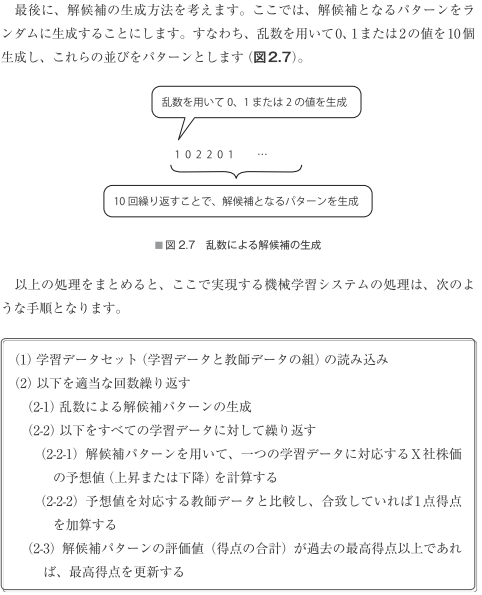 最後に、解候補の生成方法を考えます。ここでは、解候補となるパターンをラ
ンダムに生成することにします。すなわち、乱数を用いて0、1または2の値を10個
生成し、これらの並びをパターンとします（図2.7）。
乱数を用いて 0、1 または 2 の値を生成
1 0 2 2 0 1 …
10 回繰り返すことで、解候補となるパターンを生成
■図 2.7 乱数による解候補の生成
以上の処理をまとめると、ここで実現する機械学習システムの処理は、次のよ
うな手順となります。
（1）学習データセット（学習データと教師データの組）の読み込み
（2）以下を適当な回数繰り返す
（2-1）乱数による解候補パターンの生成
（2-2）以下をすべての学習データに対して繰り返す
（2-2-1）解候補パターンを用いて、一つの学習データに対応するX社株価
の予想値（上昇または下降）を計算する
（2-2-2）予想値を対応する教師データと比較し、合致していれば1点得点
を加算する
（2-3）解候補パターンの評価値（得点の合計）が過去の最高得点以上であれ
ば、最高得点を更新する